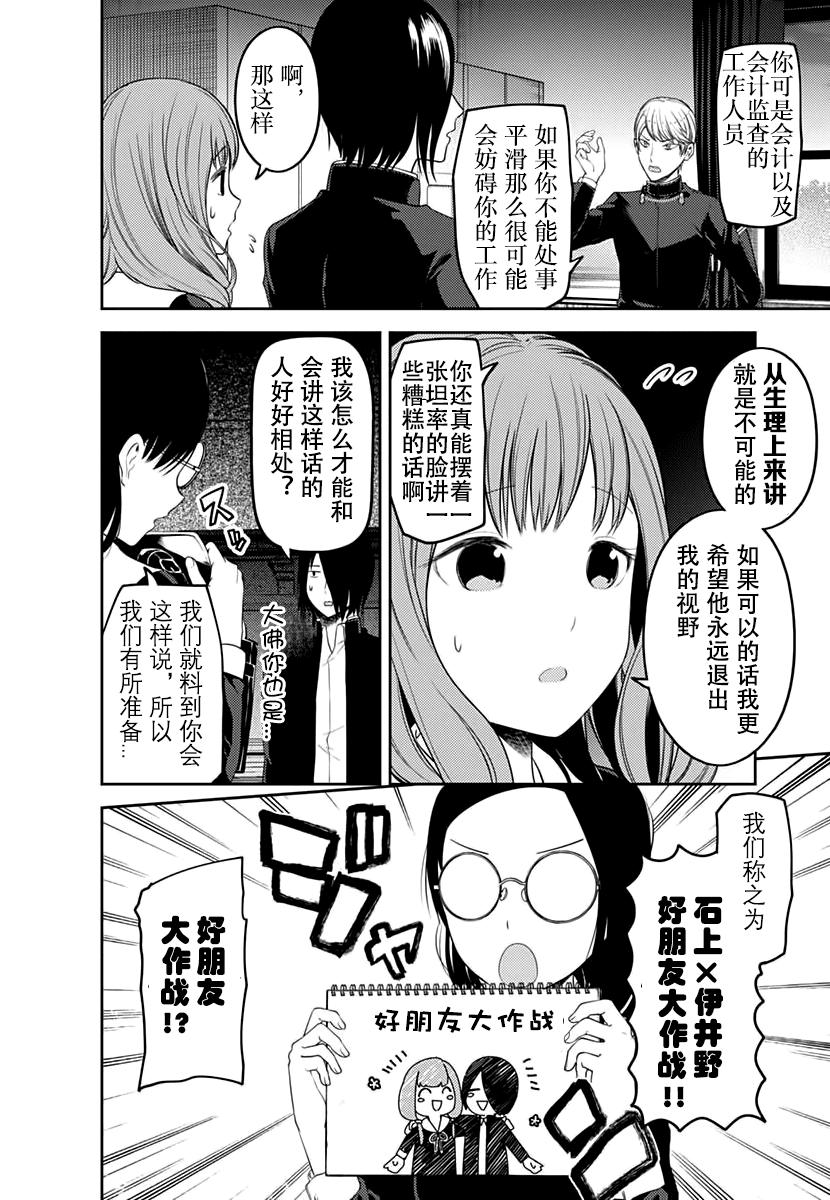 你可是会计以及
会计监查的
工作人员
如果你不能处事
平滑那么很可能
会妨碍你的工作
啊，
那这样
从生理上来讲
就是不可能的
如果可以的话我更
希望他永远退出
我的视野
你还真能摆着一
张坦率的脸讲一
些糟糕的话啊
我该怎么才能和
会讲这样话的
人好好相处？
大佛你也是…
我们就料到你会
这样说，所以
我们有所准备…
我们称之为
石上×伊井野
好朋友大作战!!
好朋友大作战
好朋友
大作战!?